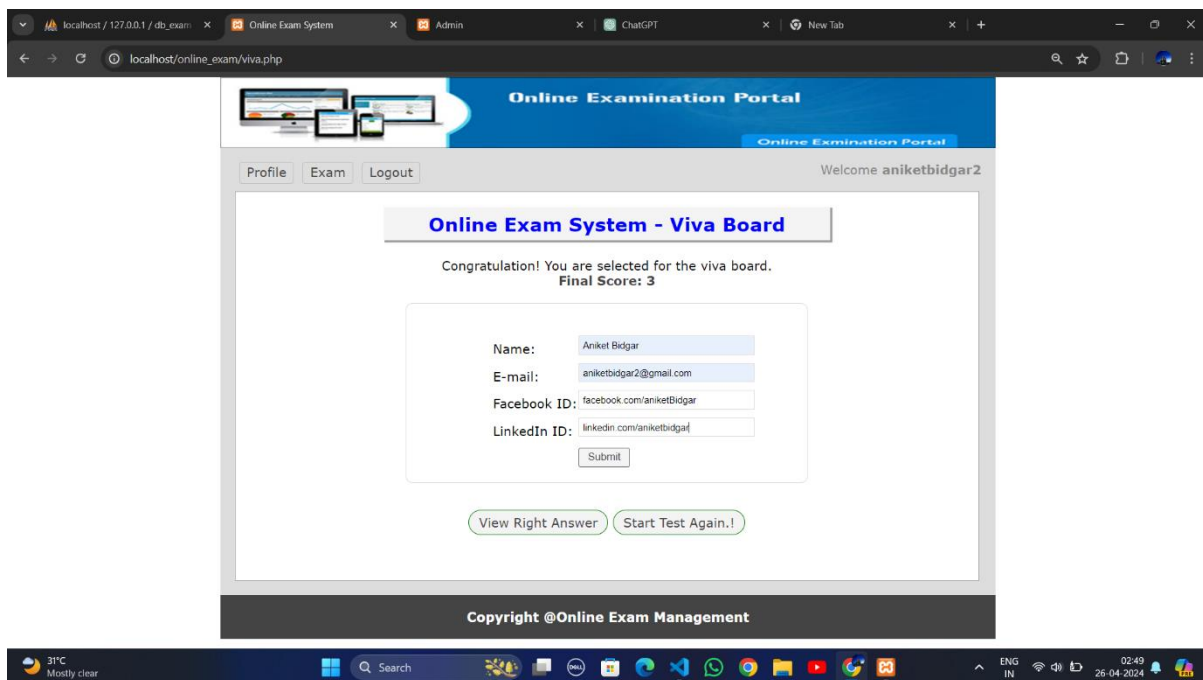 localhost / 127.0.0.1 / db_exam
Online Exam System
Admin
ChatGPT
New Tab
localhost/online_exam/viva.php
Online Examination Portal
Online Exmination Portal
Profile
Exam
Logout
Welcome aniketbidgar2
Online Exam System - Viva Board
Congratulation! You are selected for the viva board.
Final Score: 3
Name: Aniket Bidgar
E-mail: aniketbidgar2@gmail.com
Facebook ID: facebook.com/aniketBidgar
LinkedIn ID: linkedin.com/aniketbidgar
Submit
View Right Answer
Start Test Again.!
Copyright @Online Exam Management
31°C
Mostly clear
Search
ENG
IN
02:49
26-04-2024